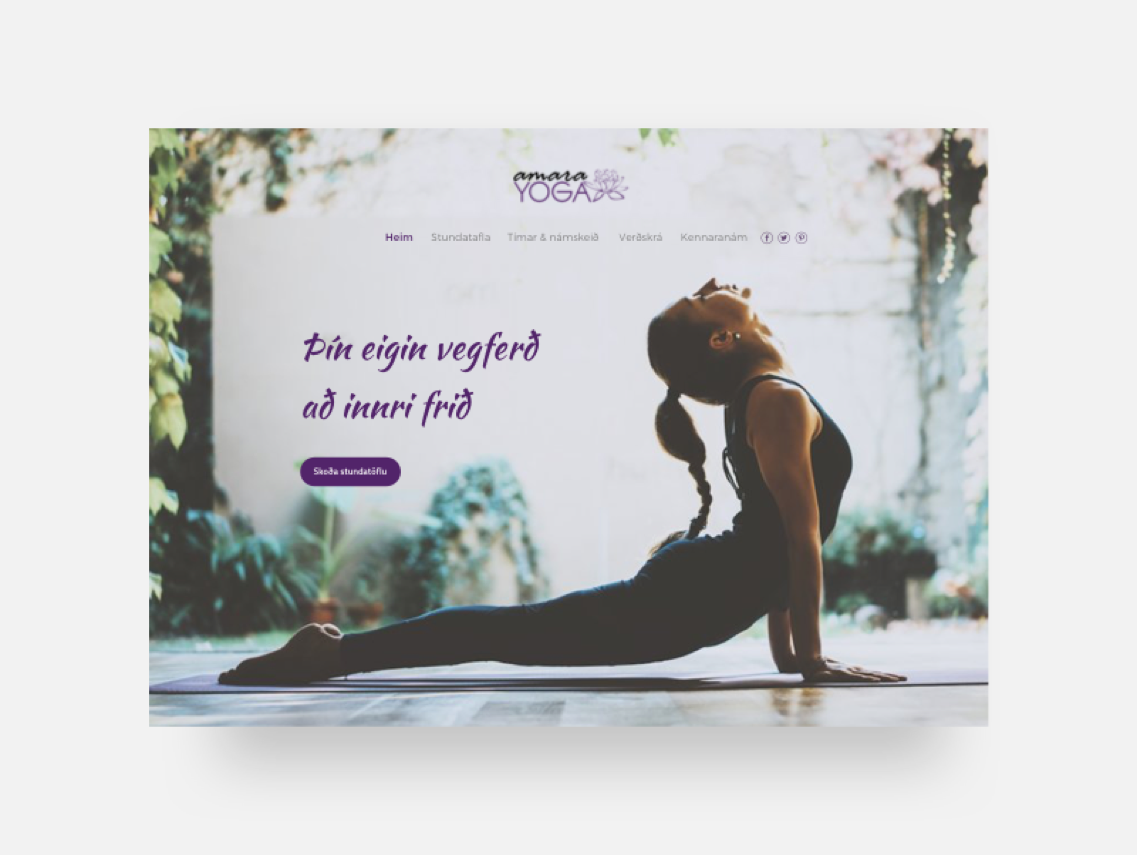 amara
YOGA
Heim Stundatafla Tímar & námskeið Verðskrá Kennaranám
Þín eigin vegferð
að innri frið
Skoða stundatöflu